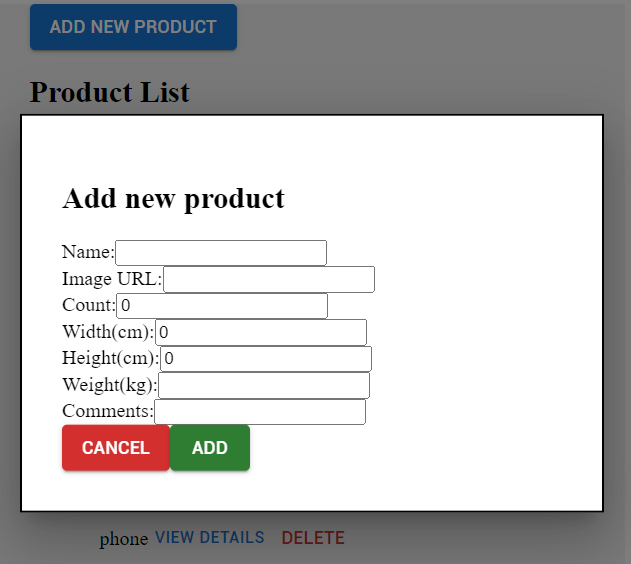 ADD NEW PRODUCT
Product List
Add new product
Name:
Image URL:
Count: 0
Width(cm): 0
Height(cm): 0
Weight(kg):
Comments:
CANCEL ADD
phone VIEW DETAILS DELETE